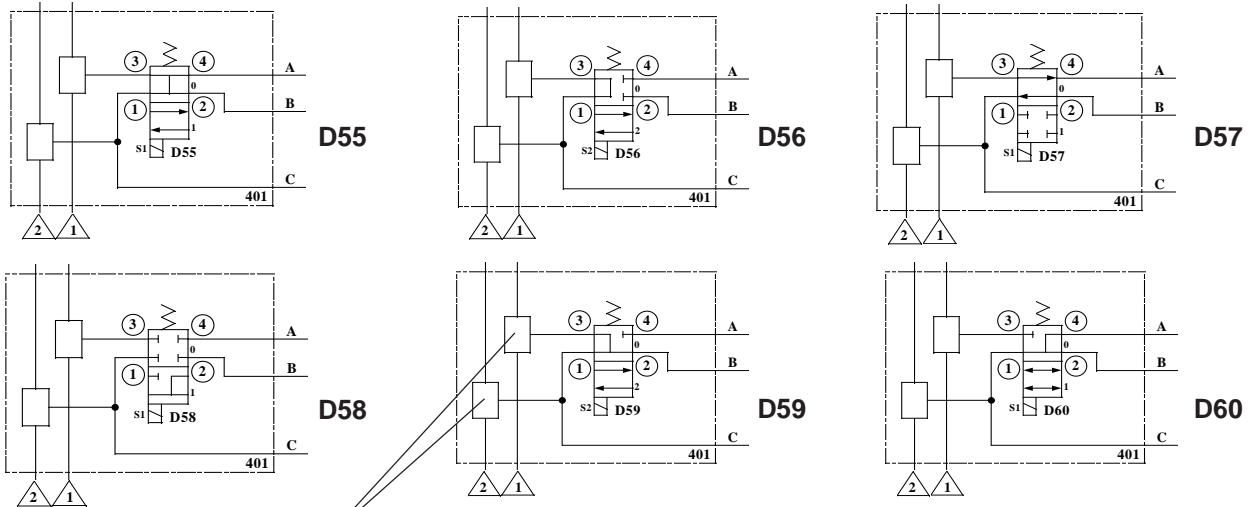 3 4 A
0
1 2 B
1
S1 D55
D55
C
401
2 1
3 4 A
0
1 2 B
2
S2 D56
D56
C
401
2 1
3 4 A
0
1 2 B
1
S1 D57
D57
C
401
2 1
3 4 A
0
1 2 B
1
S1 D58
D58
C
401
2 1
3 4 A
0
1 2 B
2
S2 D59
D59
C
401
2 1
3 4 A
0
1 2 B
1
S1 D60
D60
C
401
2 1